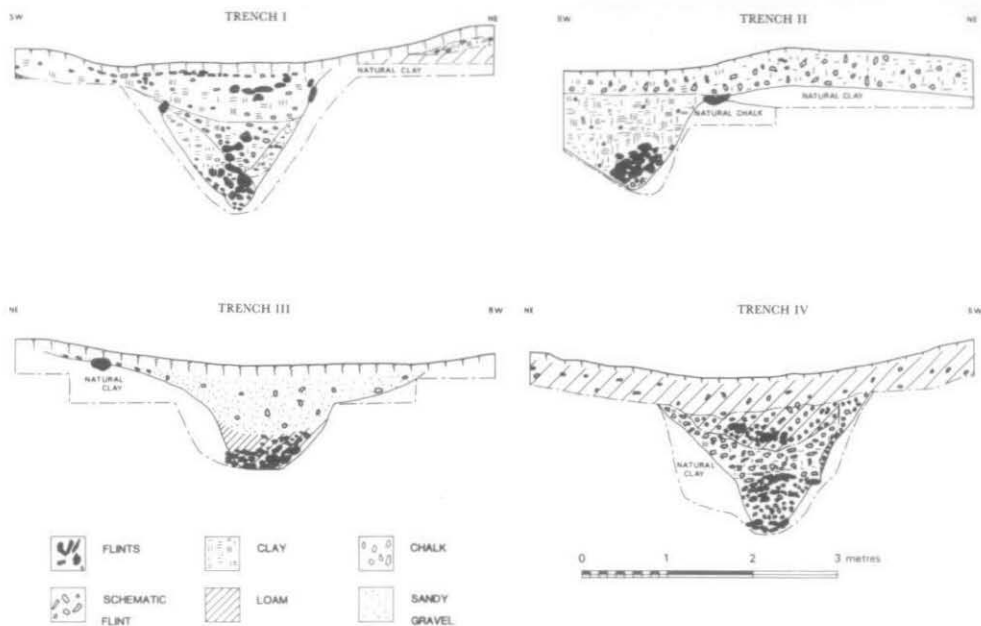 SW TRENCH I NE
NATURAL CLAY
SW TRENCH II NE
NATURAL CLAY
NATURAL CHALK
NE TRENCH III SW
NATURAL
CLAY
NE TRENCH IV SW
NATURAL
CLAY
FLINTS
CLAY
CHALK
SCHEMATIC
FLINT
LOAM
SANDY
GRAVEL
0 1 2 3 metres